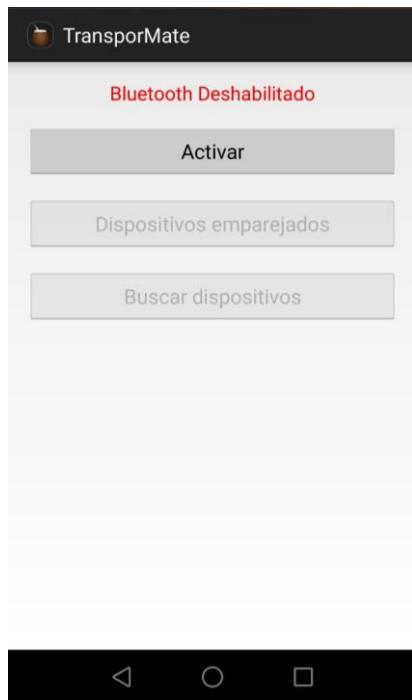 TransporMate
Bluetooth Deshabilitado
Activar
Dispositivos emparejados
Buscar dispositivos